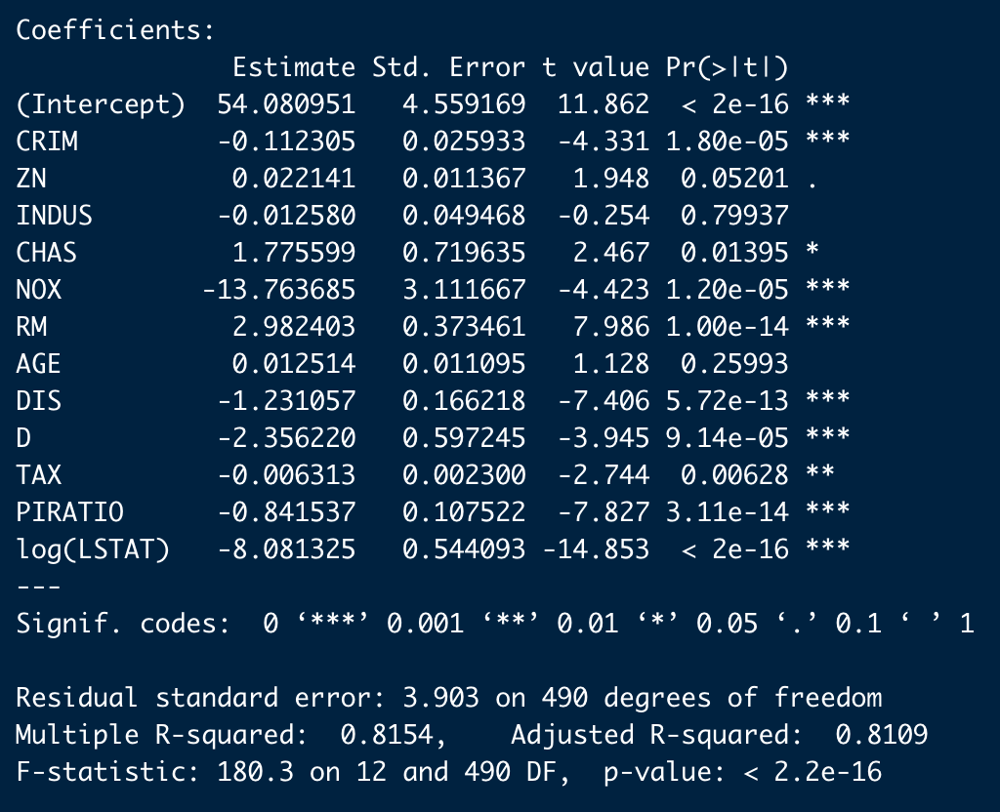 Coefficients:
              Estimate Std. Error t value Pr(>|t|)
(Intercept)  54.080951   4.559169  11.862  < 2e-16 ***
CRIM         -0.112305   0.025933  -4.331 1.80e-05 ***
ZN            0.022141   0.011367   1.948  0.05201 .
INDUS        -0.012580   0.049468  -0.254  0.79937
CHAS          1.775599   0.719635   2.467  0.01395 *
NOX         -13.763685   3.111667  -4.423 1.20e-05 ***
RM            2.982403   0.373461   7.986 1.00e-14 ***
AGE           0.012514   0.011095   1.128  0.25993
DIS          -1.231057   0.166218  -7.406 5.72e-13 ***
D            -2.356220   0.597245  -3.945 9.14e-05 ***
TAX          -0.006313   0.002300  -2.744  0.00628 **
PIRATIO      -0.841537   0.107522  -7.827 3.11e-14 ***
log(LSTAT)   -8.081325   0.544093 -14.853  < 2e-16 ***
---
Signif. codes:  0 ‘***’ 0.001 ‘**’ 0.01 ‘*’ 0.05 ‘.’ 0.1 ‘ ’ 1

Residual standard error: 3.903 on 490 degrees of freedom
Multiple R-squared:  0.8154,    Adjusted R-squared:  0.8109
F-statistic: 180.3 on 12 and 490 DF,  p-value: < 2.2e-16